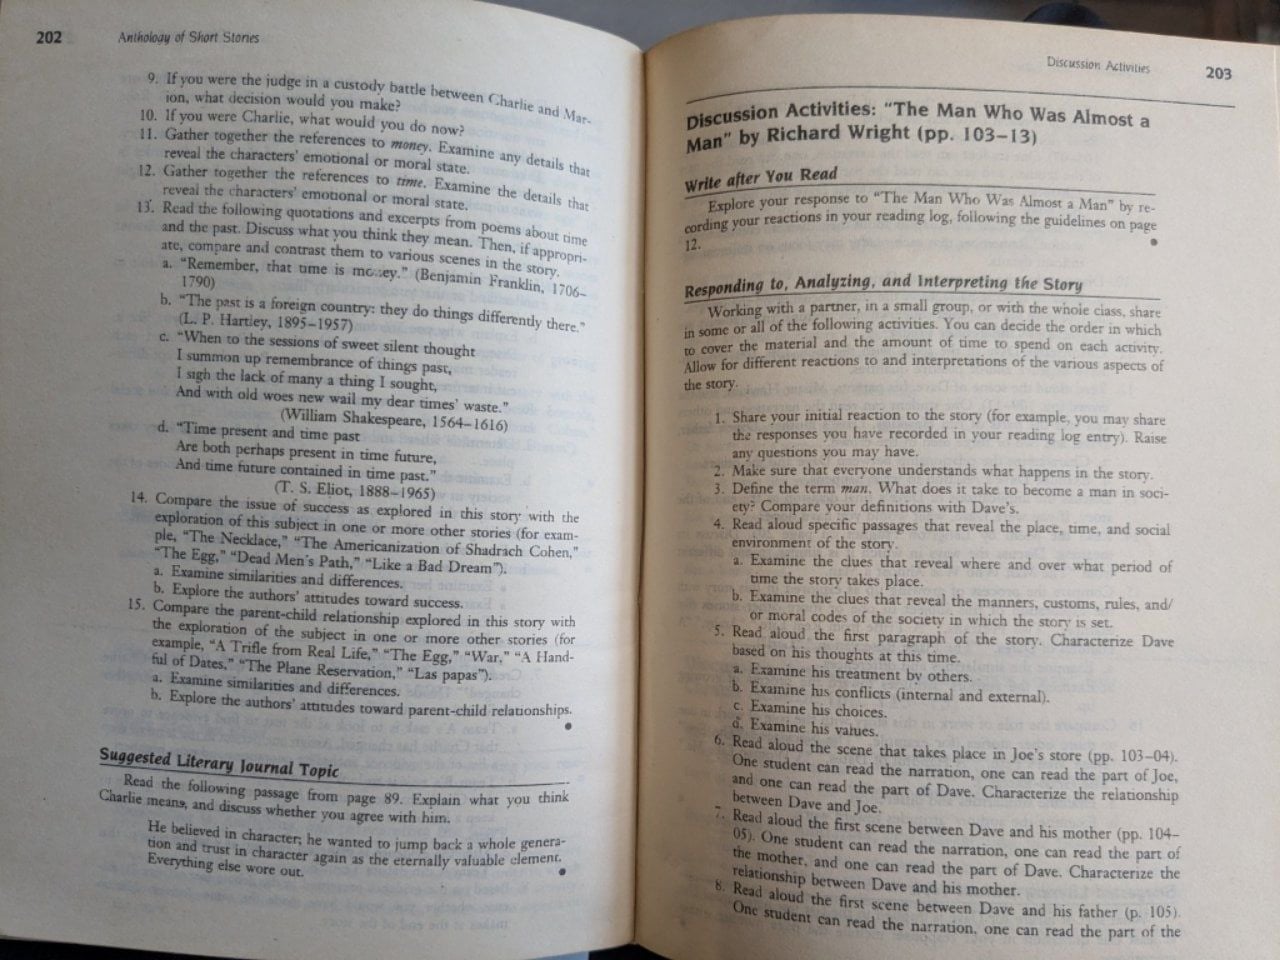 202
Anthology of Short Stories
9. If you were the judge in a custody battle between Charlie and Mar-
ion, what decision would you make?
10. If you were Charlie, what would you do now?
11. Gather together the references to money. Examine any details that
reveal the characters' emotional or moral state.
12. Gather together the references to time. Examine the details that
reveal the characters' emotional or moral state.
13. Read the following quotations and excerpts from poems about time
and the past. Discuss what you think they mean. Then, if appropri-
ate, compare and contrast them to various scenes in the story.
a. "Remember, that time is money." (Benjamin Franklin, 1706–
1790)
b. "The past is a foreign country: they do things differently there."
(L. P. Hartley, 1895–1957)
c. "When to the sessions of sweet silent thought
I summon up remembrance of things past,
I sigh the lack of many a thing I sought,
And with old woes new wail my dear times' waste."
(William Shakespeare, 1564–1616)
d. "Time present and time past
Are both perhaps present in time future,
And time future contained in time past."
(T. S. Eliot, 1888–1965)
14. Compare the issue of success as explored in this story with the
exploration of this subject in one or more other stories (for exam-
ple, "The Necklace," "The Americanization of Shadrach Cohen,"
"The Egg," "Dead Men's Path," "Like a Bad Dream").
a. Examine similarities and differences.
b. Explore the authors' attitudes toward success.
15. Compare the parent-child relationship explored in this story with
the exploration of the subject in one or more other stories (for
example, "A Trifle from Real Life," "The Egg," "War," "A Hand-
ful of Dates," "The Plane Reservation," "Las papas").
a. Examine similarities and differences.
b. Explore the authors' attitudes toward parent-child relationships.
Suggested Literary Journal Topic
Read the following passage from page 89. Explain what you think
Charlie means, and discuss whether you agree with him.
He believed in character; he wanted to jump back a whole genera-
tion and trust in character again as the eternally valuable element.
Everything else wore out.
Discussion Activities
203
Discussion Activities: "The Man Who Was Almost a
Man" by Richard Wright (pp. 103–13)
Write after You Read
Explore your response to "The Man Who Was Almost a Man" by re-
cording your reactions in your reading log, following the guidelines on page
12.
Responding to, Analyzing, and Interpreting the Story
Working with a partner, in a small group, or with the whole class, share
in some or all of the following activities. You can decide the order in which
to cover the material and the amount of time to spend on each activity.
Allow for different reactions to and interpretations of the various aspects of
the story.
1. Share your initial reaction to the story (for example, you may share
the responses you have recorded in your reading log entry). Raise
any questions you may have.
2. Make sure that everyone understands what happens in the story.
3. Define the term man. What does it take to become a man in soci-
ety? Compare your definitions with Dave's.
4. Read aloud specific passages that reveal the place, time, and social
environment of the story.
a. Examine the clues that reveal where and over what period of
time the story takes place.
b. Examine the clues that reveal the manners, customs, rules, and/
or moral codes of the society in which the story is set.
5. Read aloud the first paragraph of the story. Characterize Dave
based on his thoughts at this time.
a. Examine his treatment by others.
b. Examine his conflicts (internal and external).
c. Examine his choices.
d. Examine his values.
6. Read aloud the scene that takes place in Joe's store (pp. 103–04).
One student can read the narration, one can read the part of Joe,
and one can read the part of Dave. Characterize the relationship
between Dave and Joe.
7. Read aloud the first scene between Dave and his mother (pp. 104–
05). One student can read the narration, one can read the part of
the mother, and one can read the part of Dave. Characterize the
relationship between Dave and his mother.
8. Read aloud the first scene between Dave and his father (p. 105).
One student can read the narration, one can read the part of the